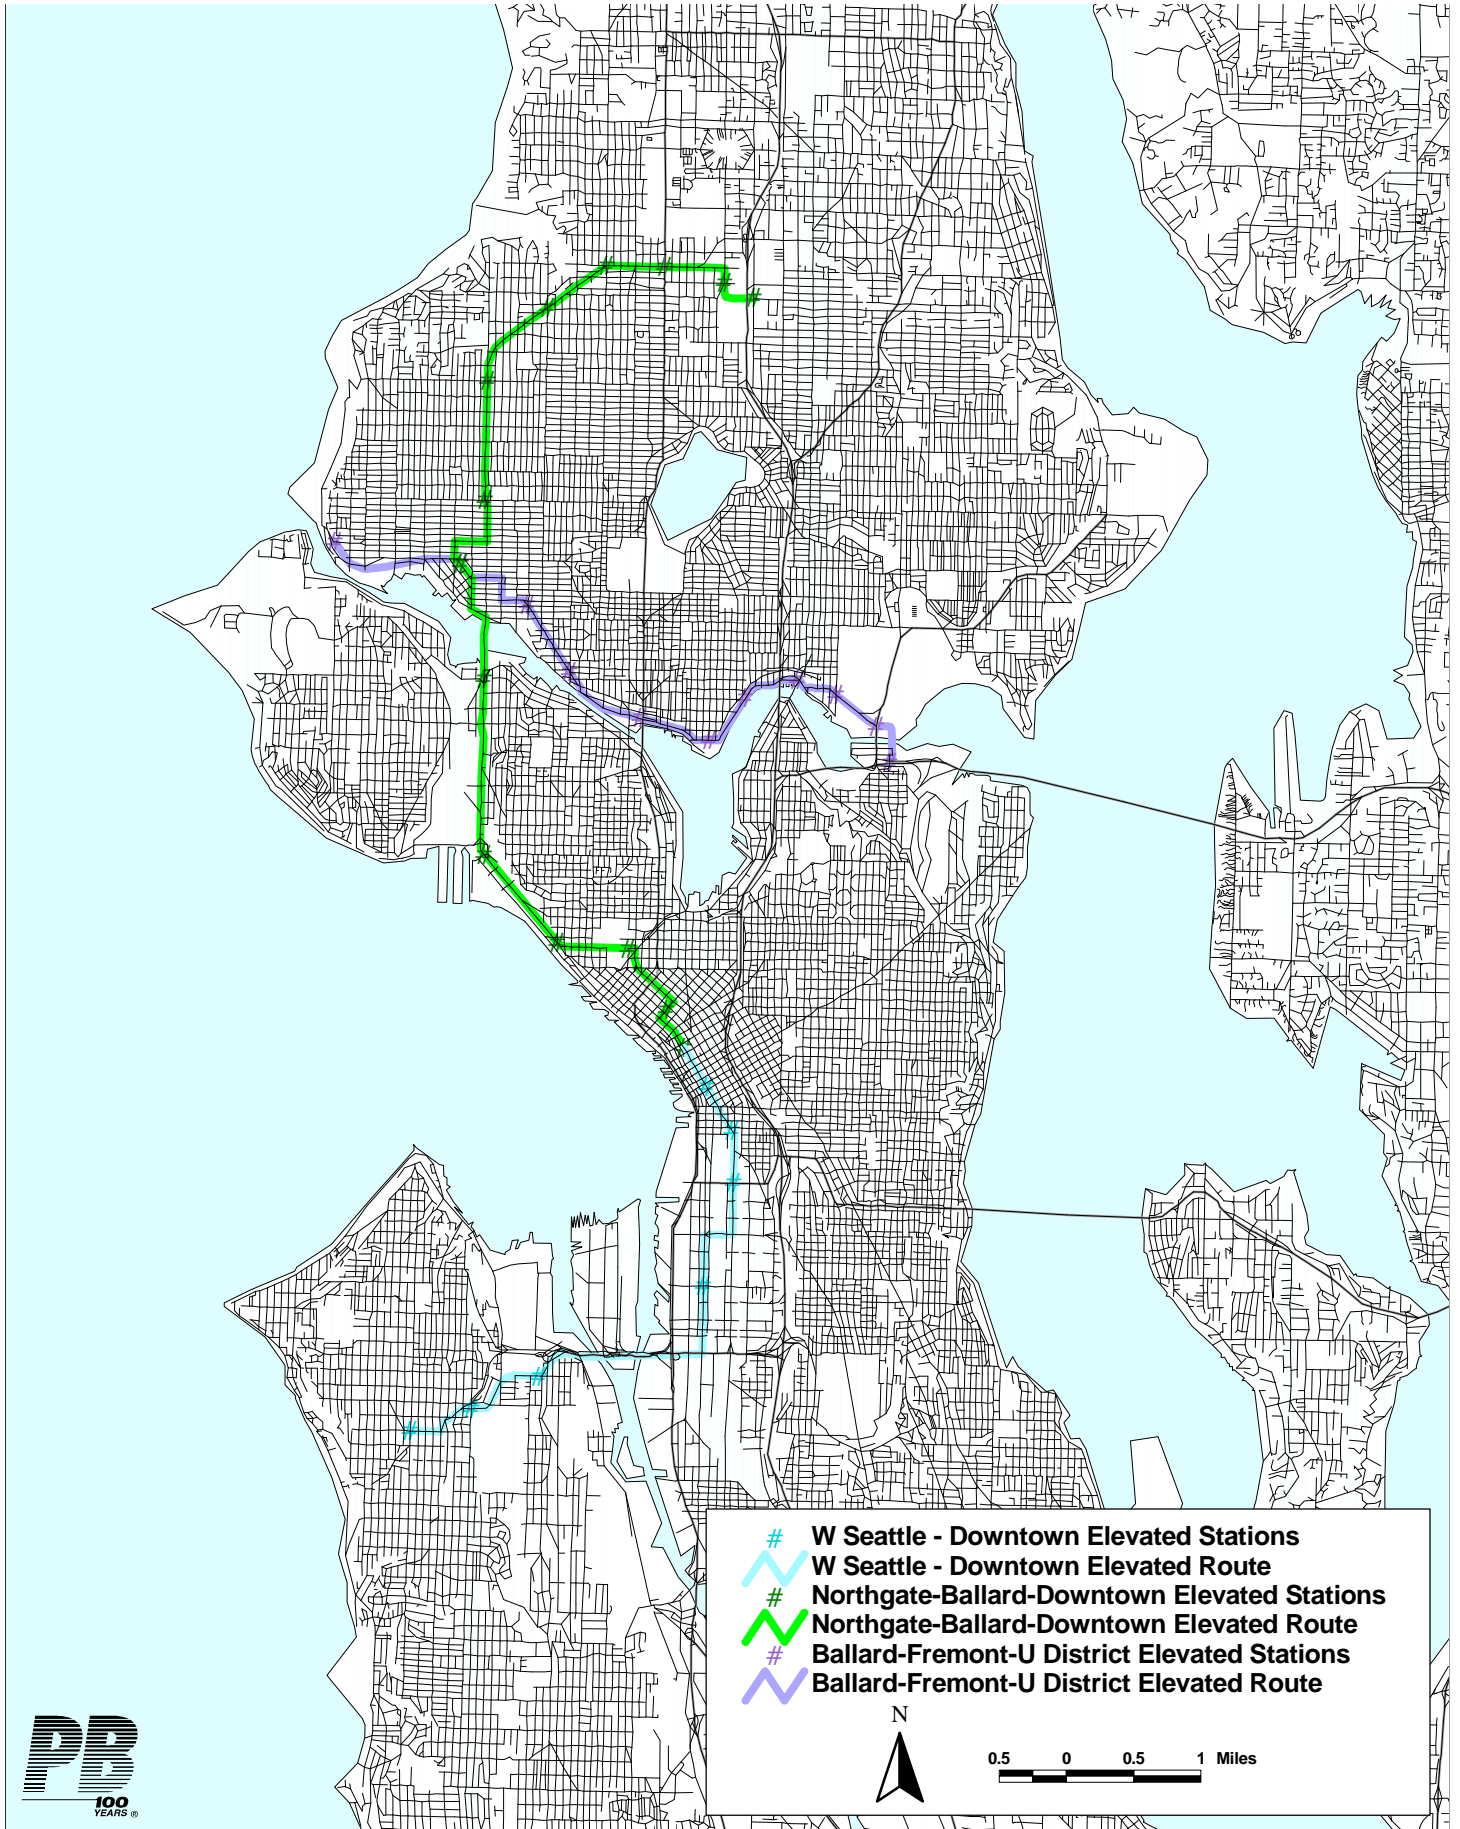 # W Seattle - Downtown Elevated Stations
W Seattle - Downtown Elevated Route
# Northgate-Ballard-Downtown Elevated Stations
Northgate-Ballard-Downtown Elevated Route
# Ballard-Fremont-U District Elevated Stations
Ballard-Fremont-U District Elevated Route
N
0.5 0 0.5 1 Miles
PB
100
YEARS ®